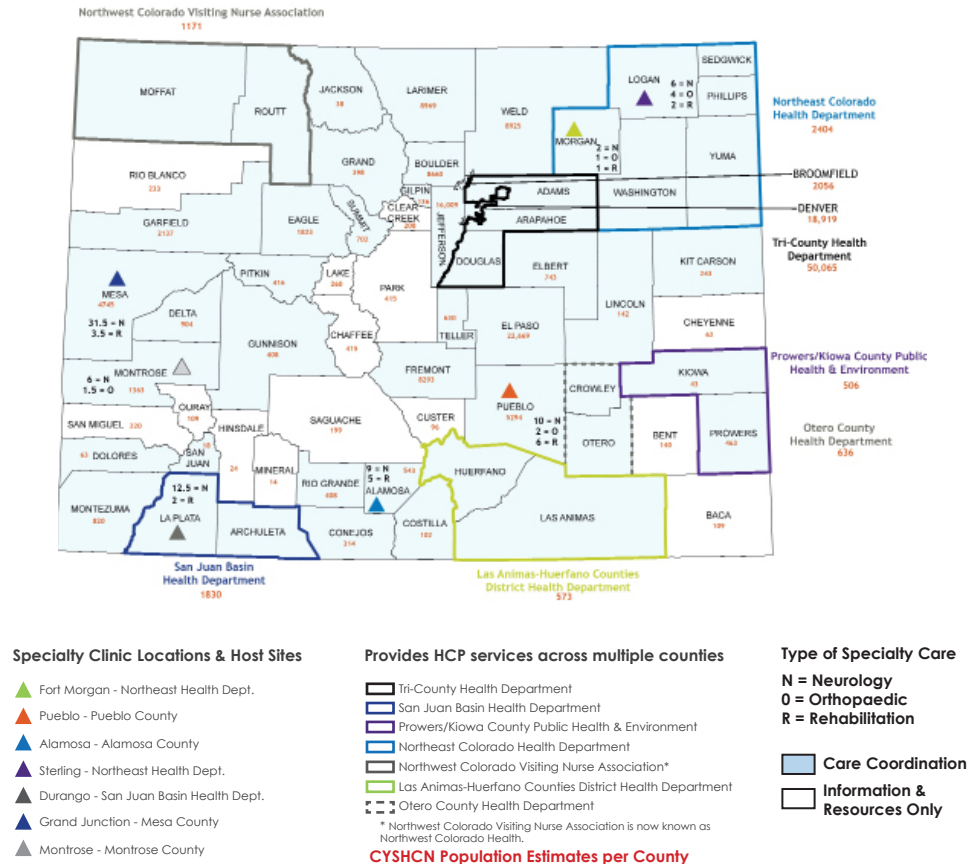 Northwest Colorado Visiting Nurse Association
1171
MOFFAT
ROUTT
JACKSON
38
LARIMER
8969
WELD
8925
LOGAN
6 = N
4 = O
2 = R
SEDGWICK
PHILLIPS
Northeast Colorado
Health Department
2404
MORGAN
2 = N
1 = O
1 = R
YUMA
WASHINGTON
RIO BLANCO
233
GRAND
398
BOULDER
8660
GILPIN
136
CLEAR
CREEK
208
16,009
JEFFERSON
ADAMS
ARAPAHOE
DOUGLAS
BROOMFIELD
2056
DENVER
18,919
Tri-County Health
Department
50,065
GARFIELD
2137
EAGLE
1823
SUMMIT
702
MESA
4745
31.5 = N
3.5 = R
PITKIN
416
LAKE
260
PARK
415
ELBERT
743
LINCOLN
142
KIT CARSON
243
CHEYENNE
63
DELTA
904
GUNNISON
408
CHAFFEE
415
630
TELLER
EL PASO
22,669
MONTROSE
1363
6 = N
1.5 = O
FREMONT
8293
CROWLEY
KIOWA
43
Prowers/Kiowa County Public
Health & Environment
506
OURAY
109
SAN MIGUEL 220
HINSDALE
24
SAGUACHE
190
CUSTER
96
PUEBLO
5294
10 = N
2 = O
6 = R
OTERO
BENT
140
PROWERS
463
Otero County
Health Department
636
63 DOLORES
SAN
JUAN
MINERAL
14
RIO GRANDE
408
9 = N
5 = R
543
ALAMOSA
HUERFANO
MONTEZUMA
820
12.5 = N
2 = R
LA PLATA
ARCHULETA
CONEJOS
314
COSTILLA
102
LAS ANIMAS
BACA
109
San Juan Basin
Health Department
1830
Las Animas-Huerfano Counties
District Health Department
573
Specialty Clinic Locations & Host Sites
Fort Morgan - Northeast Health Dept.
Pueblo - Pueblo County
Alamosa - Alamosa County
Sterling - Northeast Health Dept.
Durango - San Juan Basin Health Dept.
Grand Junction - Mesa County
Montrose - Montrose County
Provides HCP services across multiple counties
Tri-County Health Department
San Juan Basin Health Department
Prowers/Kiowa County Public Health & Environment
Northeast Colorado Health Department
Northwest Colorado Visiting Nurse Association*
Las Animas-Huerfano Counties District Health Department
Otero County Health Department
* Northwest Colorado Visiting Nurse Association is now known as
Northwest Colorado Health.
CYSHCN Population Estimates per County
Type of Specialty Care
N = Neurology
0 = Orthopaedic
R = Rehabilitation
Care Coordination
Information &
Resources Only